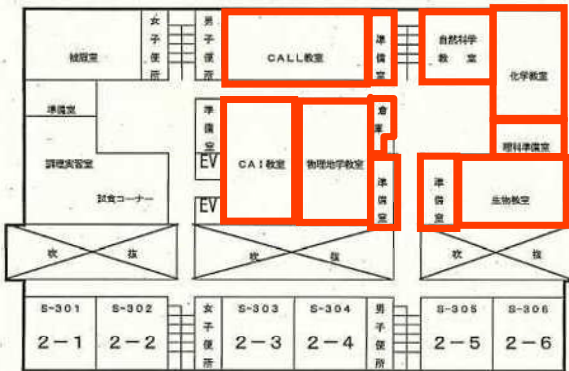 被服室
女子便所
男子便所
CALL教室
準備室
自然科学
教室
化学教室
準備室
調理実習室
試食コーナー
準備室
EV
EV
CAI教室
物理地学教室
倉庫
準備室
準備室
理科準備室
生物教室
吹抜
吹抜
吹抜
S-301
2-1
S-302
2-2
女子便所
S-303
2-3
S-304
2-4
男子便所
S-305
2-5
S-306
2-6